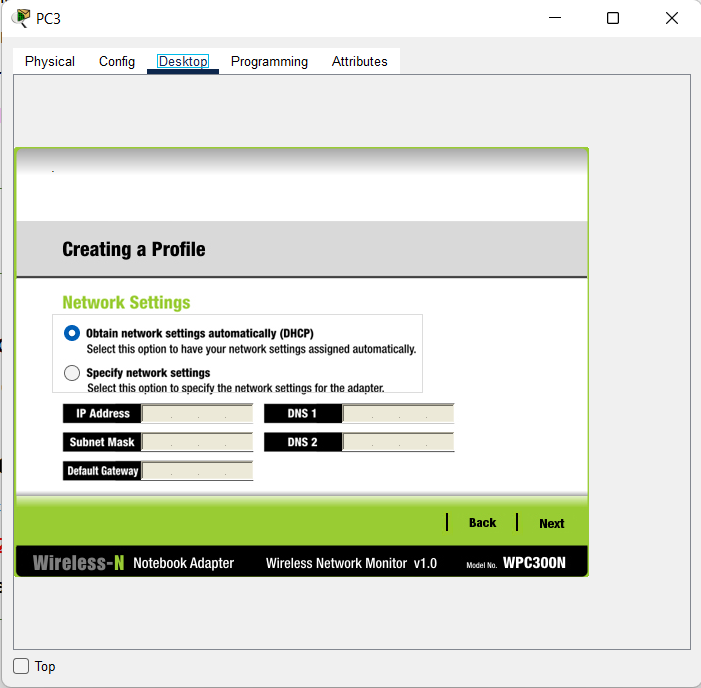 PC3
Physical Config Desktop Programming Attributes
Creating a Profile
Network Settings
Obtain network settings automatically (DHCP)
Select this option to have your network settings assigned automatically.
Specify network settings
Select this option to specify the network settings for the adapter.
IP Address . . . DNS 1 . . .
Subnet Mask . . . DNS 2 . . .
Default Gateway . . .
Back Next
Wireless-N Notebook Adapter Wireless Network Monitor v1.0 Model No. WPC300N
Top